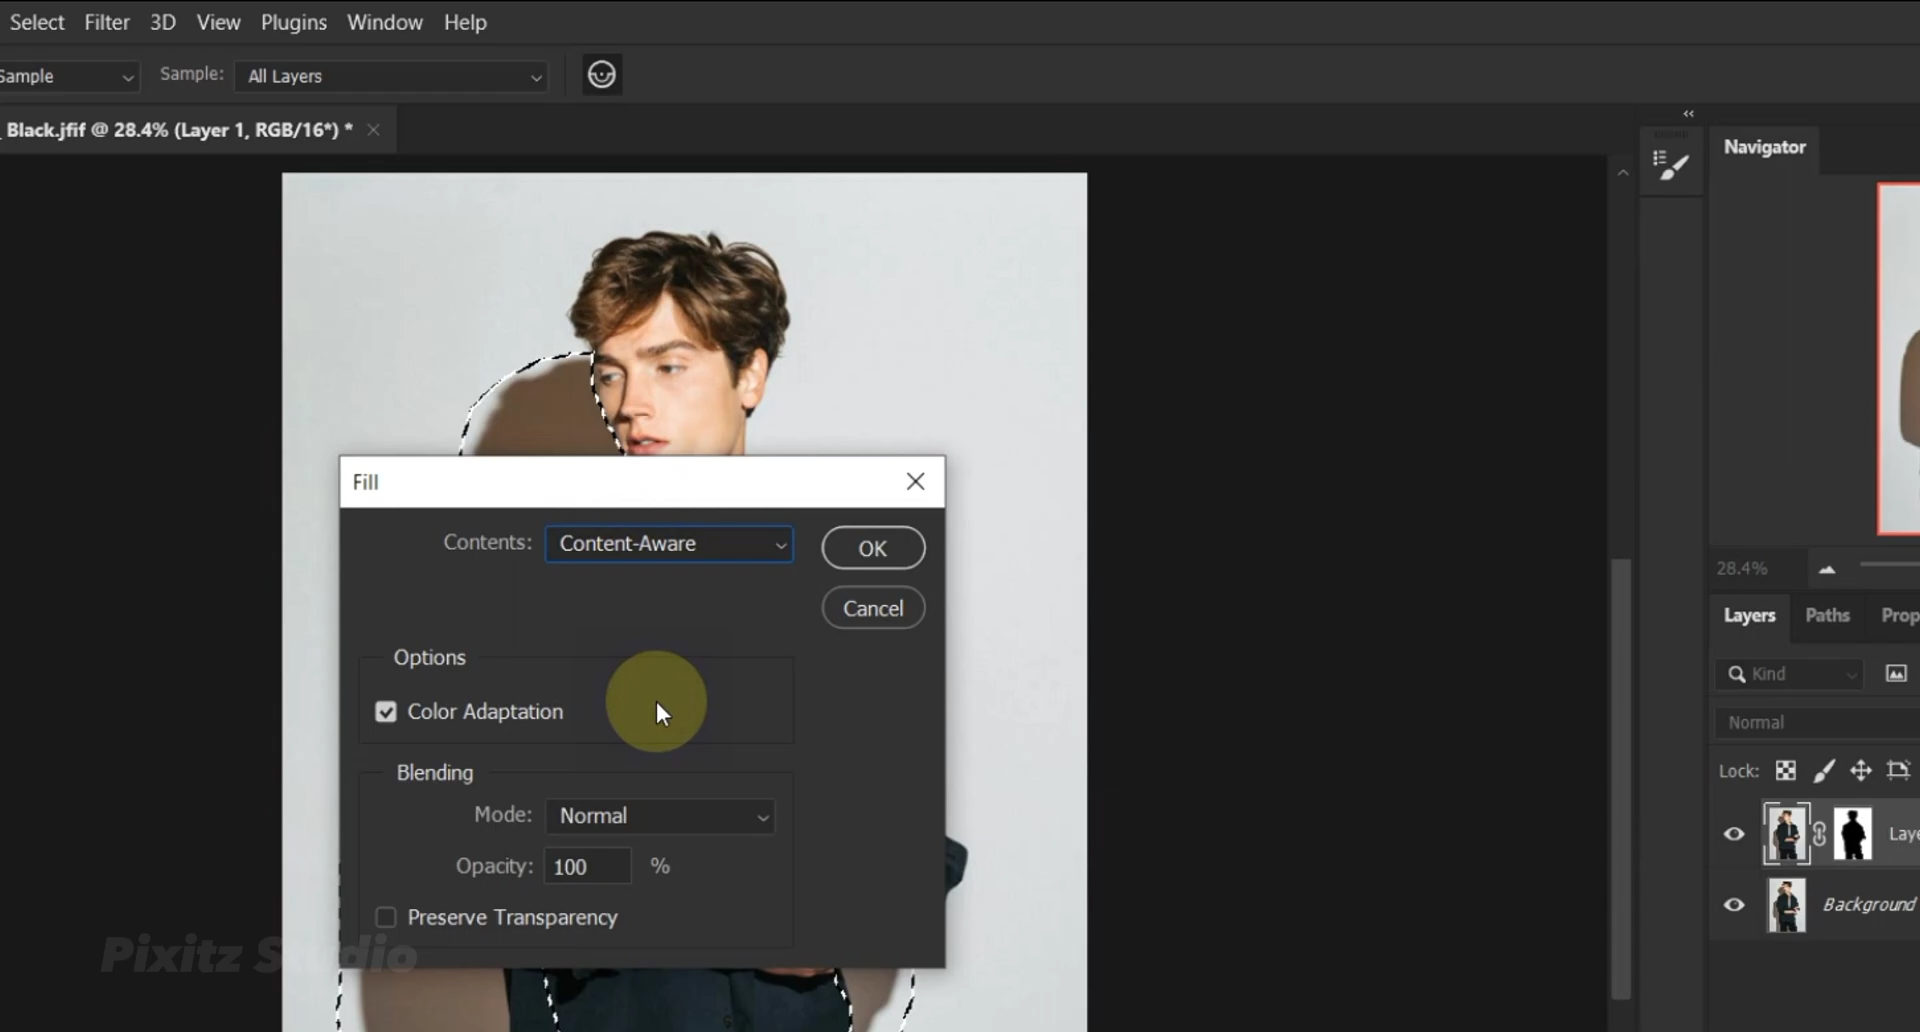 Select Filter 3D View Plugins Window Help
Sample Sample: All Layers
Black.jfif @ 28.4% (Layer 1, RGB/16*) *
Navigator
Fill
Contents: Content-Aware OK
Cancel
Options
Color Adaptation
Blending
Mode: Normal
Opacity: 100 %
Preserve Transparency
28.4%
Layers Paths Prop
Kind
Normal
Lock:
Laye
Background
Pixitz Studio